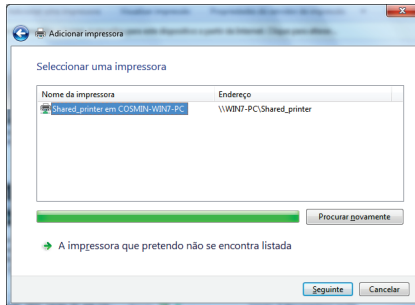 Adicionar impressora
Seleccionar uma impressora
Nome da impressora Endereço
Shared_printer em COSMIN-WIN7-PC \\WIN7-PC\Shared_printer
Procurar novamente
A impressora que pretendo não se encontra listada
Seguinte Cancelar